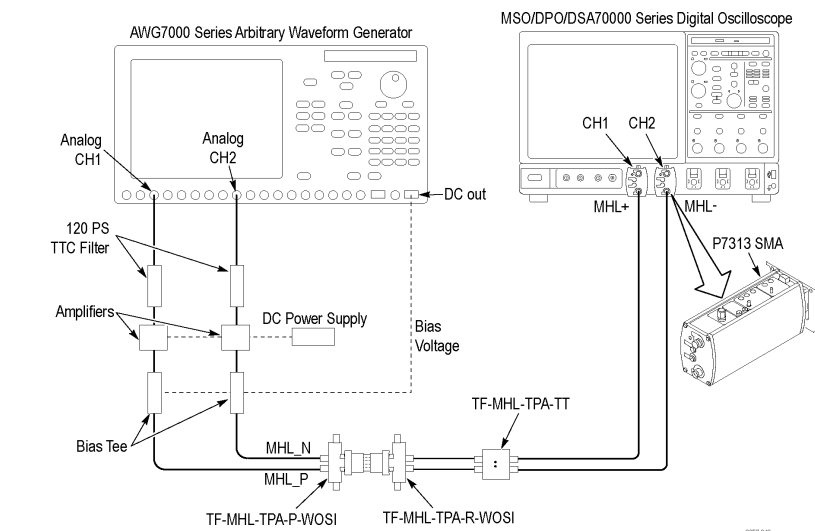 MSO/DPO/DSA70000 Series Digital Oscilloscope
AWG7000 Series Arbitrary Waveform Generator
Analog
CH1
Analog
CH2
CH1
CH2
DC out
MHL+
MHL-
120 PS
TTC Filter
P7313 SMA
Amplifiers
DC Power Supply
Bias
Voltage
TF-MHL-TPA-TT
Bias Tee
MHL_N
MHL_P
TF-MHL-TPA-P-WOSI
TF-MHL-TPA-R-WOSI